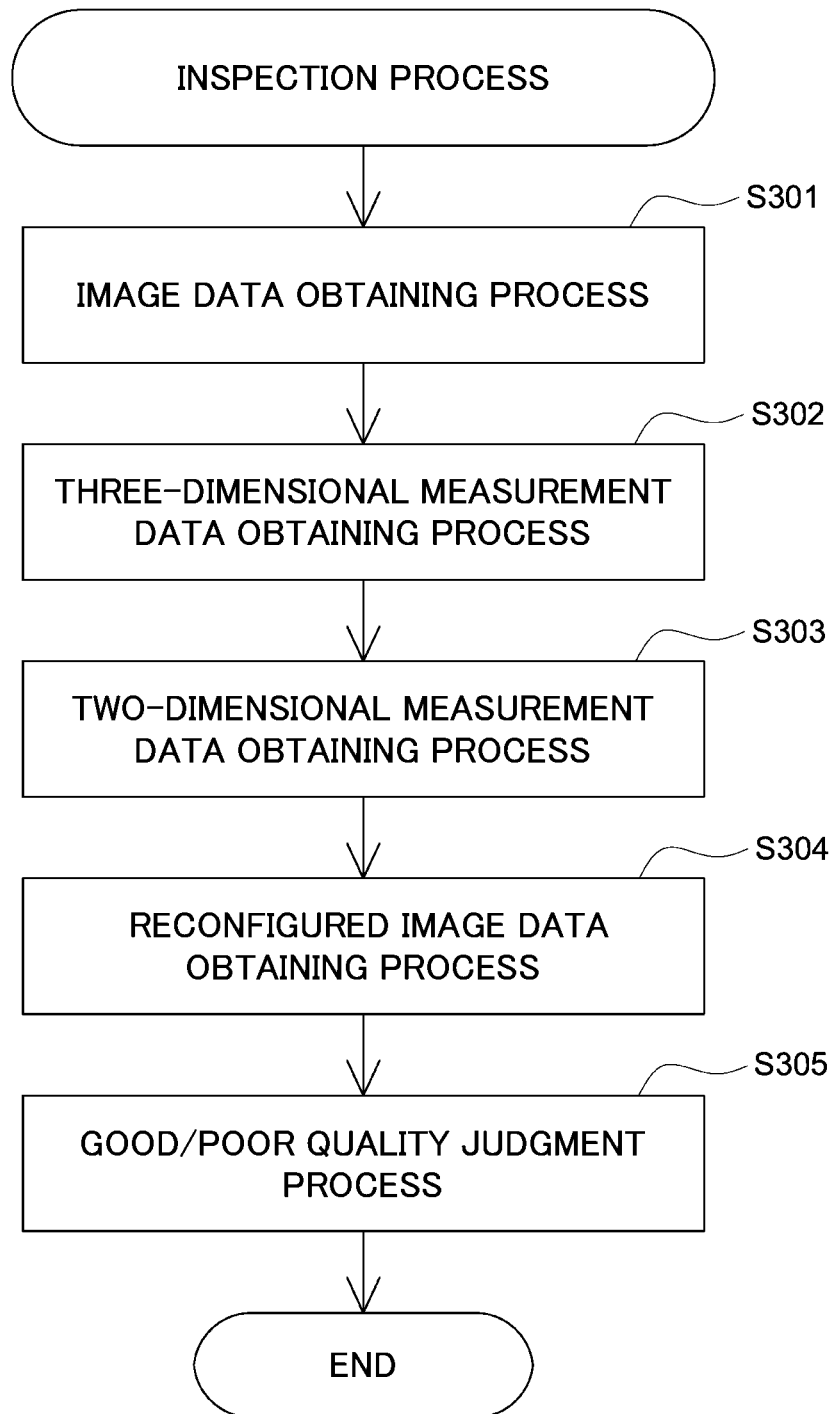 INSPECTION PROCESS
S301
IMAGE DATA OBTAINING PROCESS
S302
THREE-DIMENSIONAL MEASUREMENT
DATA OBTAINING PROCESS
S303
TWO-DIMENSIONAL MEASUREMENT
DATA OBTAINING PROCESS
S304
RECONFIGURED IMAGE DATA
OBTAINING PROCESS
S305
GOOD/POOR QUALITY JUDGMENT
PROCESS
END